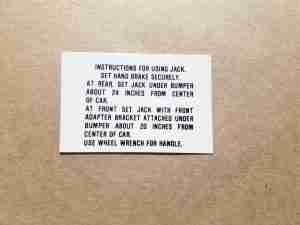 INSTRUCTIONS FOR USING JACK.
SET HAND BRAKE SECURELY.
AT REAR, SET JACK UNDER BUMPER
ABOUT 24 INCHES FROM CENTER
OF CAR.
AT FRONT SET JACK WITH FRONT
ADAPTER BRACKET ATTACHED UNDER
BUMPER ABOUT 20 INCHES FROM
CENTER OF CAR.
USE WHEEL WRENCH FOR HANDLE.